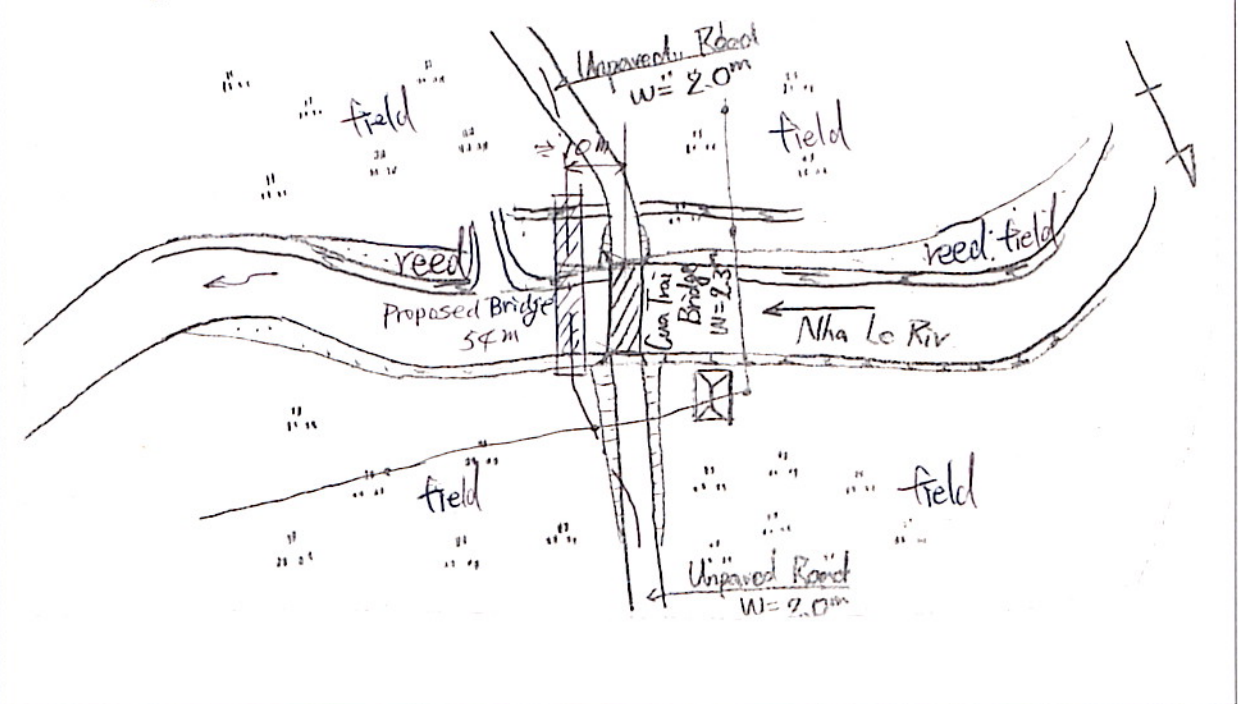 Unpaved Road
W= 2.0m
field
field
10m
reed
reed field
Proposed Bridge
54m
Cua Trai
Bridge
W=2.3m
Nha Le Riv
field
field
Unpaved Road
W= 2.0m